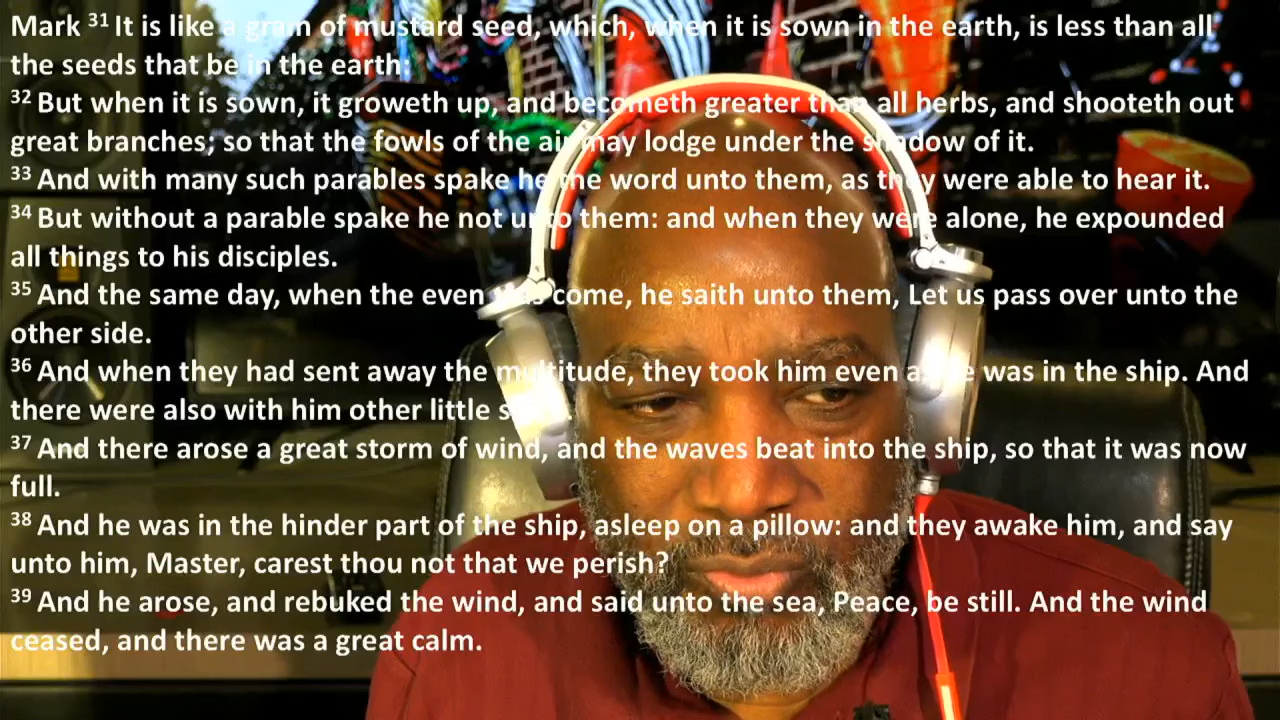 Mark 31 It is like a grain of mustard seed, which, when it is sown in the earth, is less than all
the seeds that be in the earth:
32 But when it is sown, it groweth up, and becometh greater than all herbs, and shooteth out
great branches; so that the fowls of the air may lodge under the shadow of it.
33 And with many such parables spake he the word unto them, as they were able to hear it.
34 But without a parable spake he not unto them: and when they were alone, he expounded
all things to his disciples.
35 And the same day, when the even was come, he saith unto them, Let us pass over unto the
other side.
36 And when they had sent away the multitude, they took him even as he was in the ship. And
there were also with him other little ships.
37 And there arose a great storm of wind, and the waves beat into the ship, so that it was now
full.
38 And he was in the hinder part of the ship, asleep on a pillow: and they awake him, and say
unto him, Master, carest thou not that we perish?
39 And he arose, and rebuked the wind, and said unto the sea, Peace, be still. And the wind
ceased, and there was a great calm.